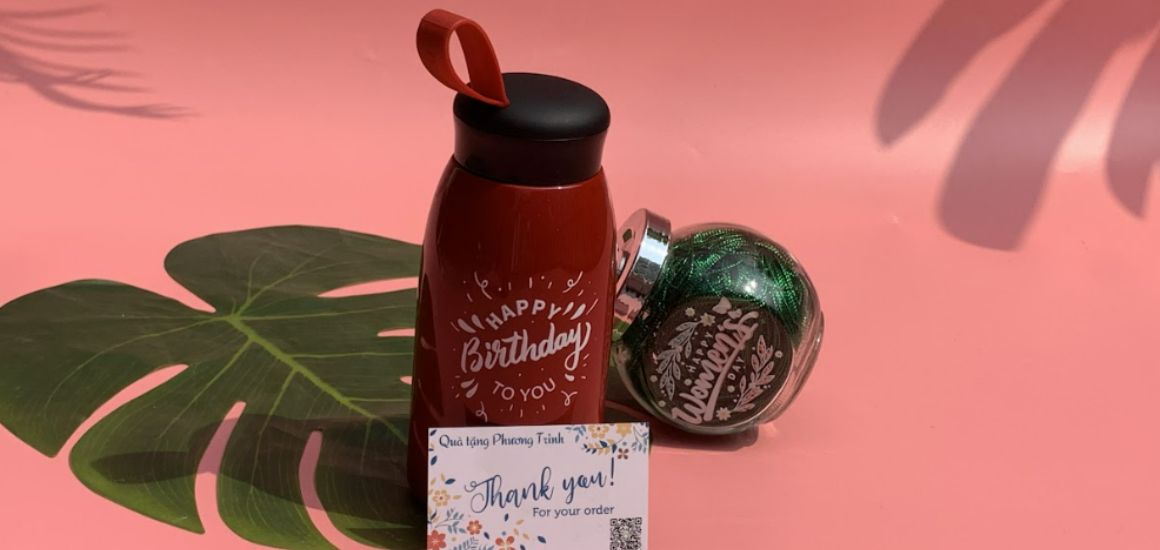 HAPPY
Birthday
TO YOU
HAPPY
Women's
DAY
Quà tặng Phương Trinh
Thank you!
For your order